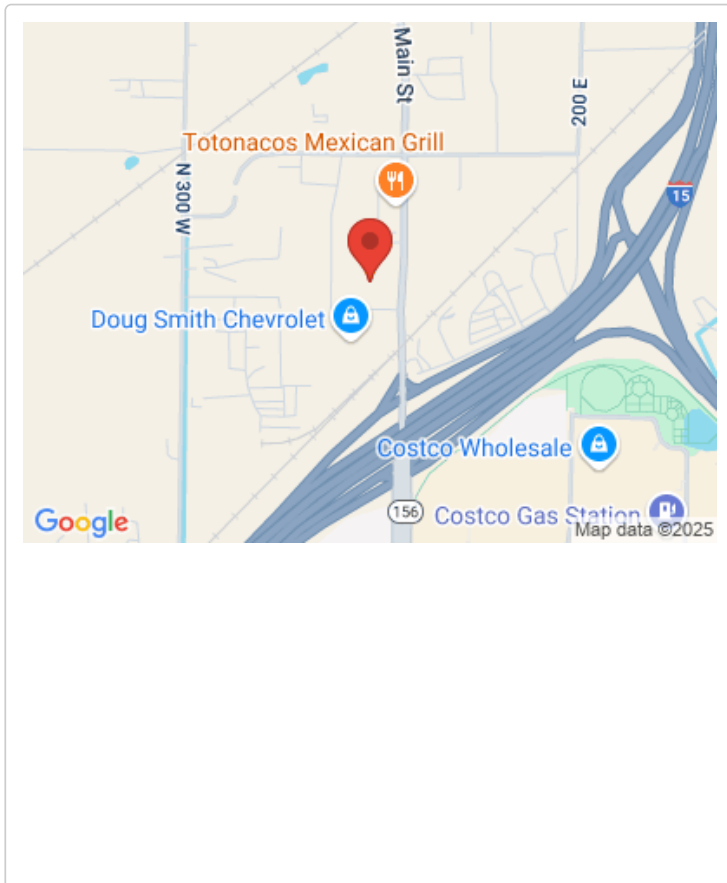 Main St
200 E
Totonacos Mexican Grill
N 300 W
15
Doug Smith Chevrolet
Costco Wholesale
156
Costco Gas Station
Google
Map data ©2025